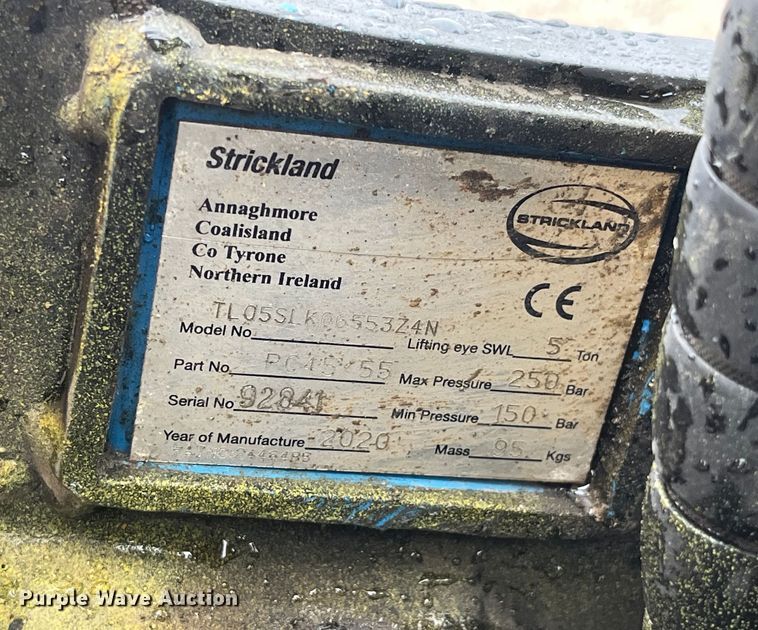 Strickland
STRICKLAND
Annaghmore
Coalisland
Co Tyrone
Northern Ireland
CE
Model No
Lifting eye SWL 5 Ton
Part No
Max Pressure 250 Bar
Serial No 92841
Min Pressure 150 Bar
Year of Manufacture 2020
Mass 95 Kgs
Purple Wave Auction